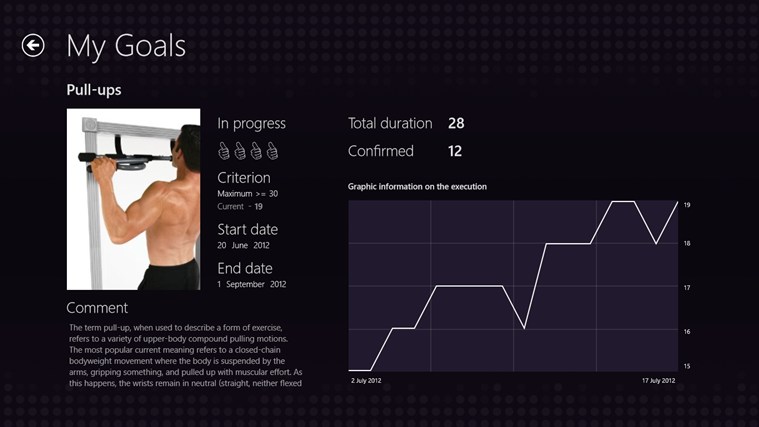 My Goals
Pull-ups
In progress
Criterion
Maximum >= 30
Current - 19
Start date
20 June 2012
End date
1 September 2012
Comment
The term pull-up, when used to describe a form of exercise,
refers to a variety of upper-body compound pulling motions.
The most popular current meaning refers to a closed-chain
bodyweight movement where the body is suspended by the
arms, gripping something, and pulled up with muscular effort. As
this happens, the wrists remain in neutral (straight, neither flexed
Total duration 28
Confirmed 12
Graphic information on the execution
19
18
17
16
15
2 July 2012
17 July 2012